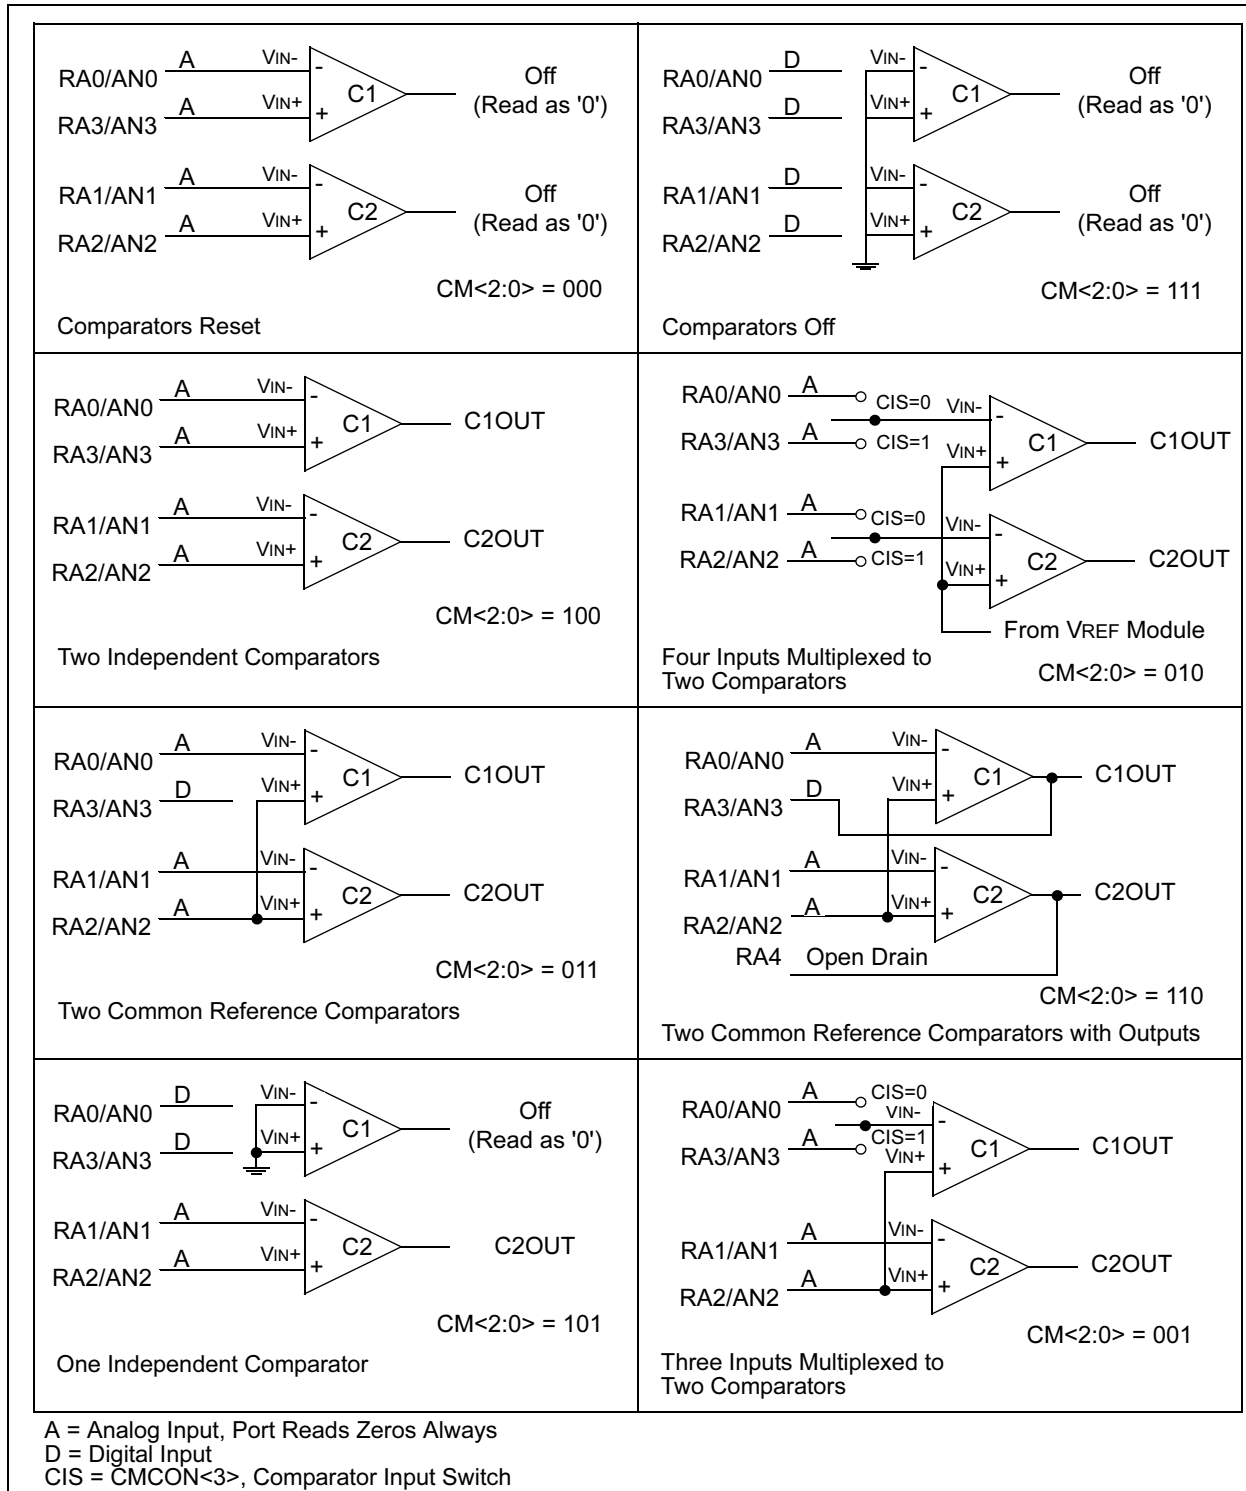 RA0/AN0 A VIN- - C1 Off
(Read as '0')
RA3/AN3 A VIN+ +
RA1/AN1 A VIN- - C2 Off
(Read as '0')
RA2/AN2 A VIN+ +
CM<2:0> = 000
Comparators Reset
RA0/AN0 D VIN- - C1 Off
(Read as '0')
RA3/AN3 D VIN+ +
RA1/AN1 D VIN- - C2 Off
(Read as '0')
RA2/AN2 D VIN+ +
CM<2:0> = 111
Comparators Off
RA0/AN0 A VIN- - C1 C1OUT
RA3/AN3 A VIN+ +
RA1/AN1 A VIN- - C2 C2OUT
RA2/AN2 A VIN+ +
CM<2:0> = 100
Two Independent Comparators
RA0/AN0 A CIS=0 VIN- -
RA3/AN3 A CIS=1 VIN+ + C1 C1OUT
RA1/AN1 A CIS=0 VIN- -
RA2/AN2 A CIS=1 VIN+ + C2 C2OUT
From VREF Module
CM<2:0> = 010
Four Inputs Multiplexed to
Two Comparators
RA0/AN0 A VIN- - C1 C1OUT
RA3/AN3 D VIN+ +
RA1/AN1 A VIN- - C2 C2OUT
RA2/AN2 A VIN+ +
CM<2:0> = 011
Two Common Reference Comparators
RA0/AN0 A VIN- - C1 C1OUT
RA3/AN3 D VIN+ +
RA1/AN1 A VIN- - C2 C2OUT
RA2/AN2 A VIN+ +
RA4 Open Drain
CM<2:0> = 110
Two Common Reference Comparators with Outputs
RA0/AN0 D VIN- - C1 Off
(Read as '0')
RA3/AN3 D VIN+ +
RA1/AN1 A VIN- - C2 C2OUT
RA2/AN2 A VIN+ +
CM<2:0> = 101
One Independent Comparator
RA0/AN0 A CIS=0
VIN- -
RA3/AN3 A CIS=1 C1 C1OUT
VIN+ +
RA1/AN1 A VIN- - C2 C2OUT
RA2/AN2 A VIN+ +
CM<2:0> = 001
Three Inputs Multiplexed to
Two Comparators
A = Analog Input, Port Reads Zeros Always
D = Digital Input
CIS = CMCON<3>, Comparator Input Switch